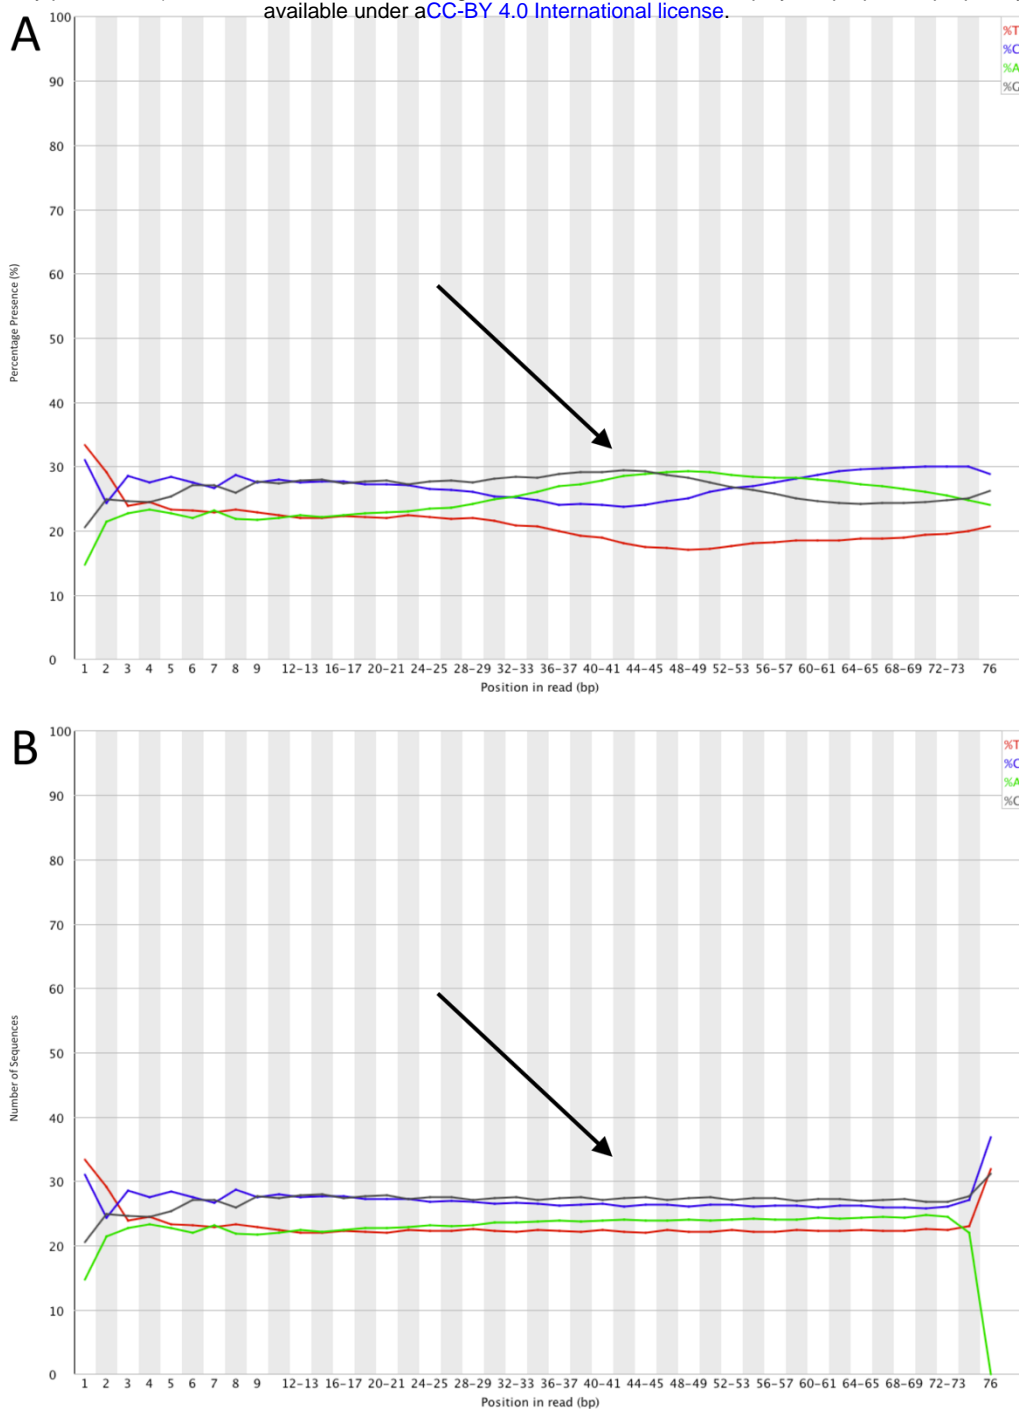 available under aCC-BY 4.0 International license.
A
100
90
80
70
60
50
40
30
20
10
0
Percentage Presence (%)
%T
%C
%A
%G
1 2 3 4 5 6 7 8 9 12-13 16-17 20-21 24-25 28-29 32-33 36-37 40-41 44-45 48-49 52-53 56-57 60-61 64-65 68-69 72-73 76
Position in read (bp)
B
100
90
80
70
60
50
40
30
20
10
0
Number of Sequences
%T
%C
%A
1 2 3 4 5 6 7 8 9 12-13 16-17 20-21 24-25 28-29 32-33 36-37 40-41 44-45 48-49 52-53 56-57 60-61 64-65 68-69 72-73 76
Position in read (bp)